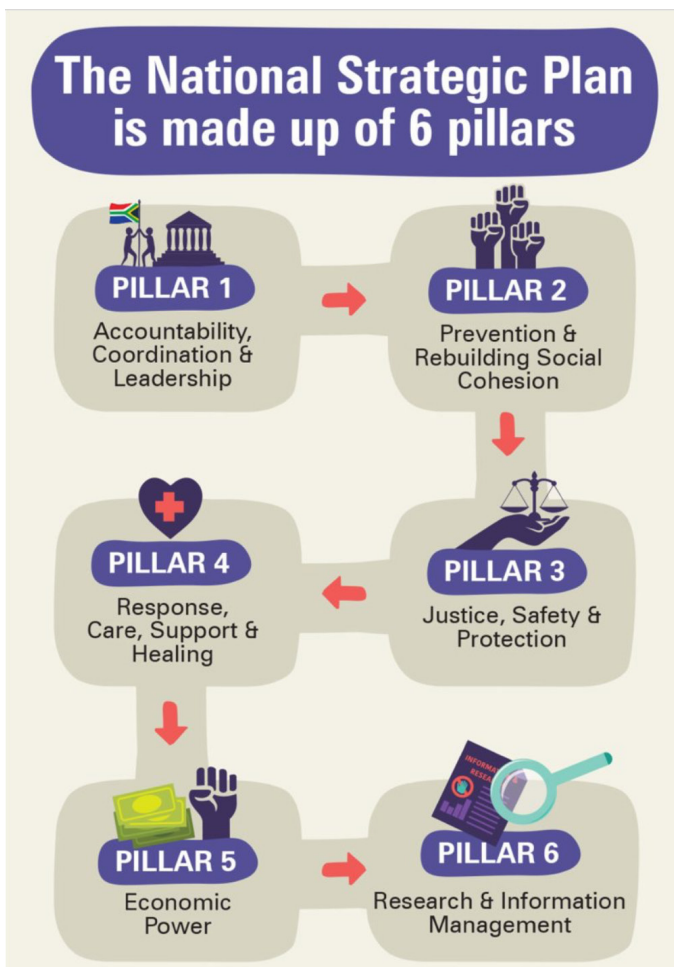 The National Strategic Plan
is made up of 6 pillars
PILLAR 1
Accountability,
Coordination &
Leadership
PILLAR 2
Prevention &
Rebuilding Social
Cohesion
PILLAR 3
Justice, Safety &
Protection
PILLAR 4
Response,
Care, Support &
Healing
PILLAR 5
Economic
Power
PILLAR 6
Research & Information
Management